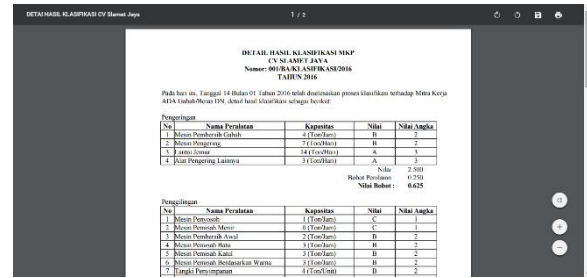 DETAI HASIL KLASIFIKASI CV Slamet Jaya
1 / 2
DETAIL HASIL KLASIFIKASI MKP
CV SLAMET JAYA
Nomor: 001/BA/KLASIFIKASI/2016
TAHUN 2016
Pada hari ini, Tanggal 14 Bulan 01 Tahun 2016 telah diselesaikan proses klasifikasi terhadap Mitra Kerja
ADA Gabah/Beras DN, detail hasil klasifikasi sebagai berikut:
Pengeringan
No Nama Peralatan Kapasitas Nilai Nilai Angka
1 Mesin Pembersih Gabah 4 (Ton/Jam) B 2
2 Mesin Pengering 7 (Ton/Hari) B 2
3 Lantai Jemur 14 (Ton/Hari) A 3
4 Alat Pengering Lainnya 3 (Ton/Hari) A 3
Nilai 2.500
Bobot Penilaian 0.250
Nilai Bobot : 0.625
Penggilingan
No Nama Peralatan Kapasitas Nilai Nilai Angka
1 Mesin Penyosoh 1 (Ton/Jam) C 1
2 Mesin Pemisah Menir 0 (Ton/Jam) C 1
3 Mesin Pembersih Awal 2 (Ton/Jam) B 2
4 Mesin Pemisah Batu 3 (Ton/Jam) B 2
5 Mesin Pemisah Katul 3 (Ton/Jam) B 2
6 Mesin Pemisah Berdasarkan Warna 3 (Ton/Jam) B 2
7 Tangki Penyimpanan 4 (Ton/Unit) B 2